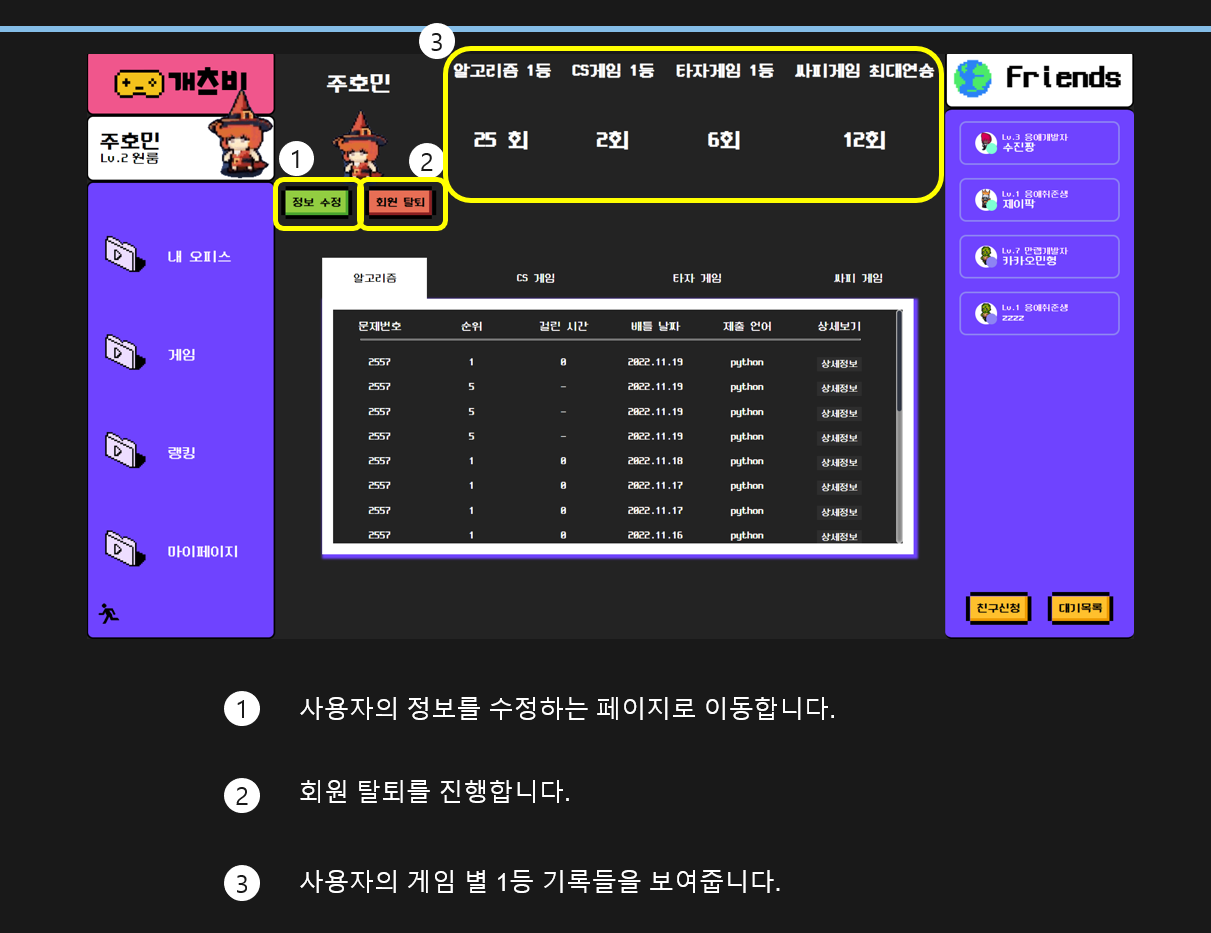 3
개츠비
주호민
Lv.2 원룸
내 오피스
게임
랭킹
마이페이지
주호민
1
2
정보 수정
회원 탈퇴
알고리즘 1등 CS게임 1등 타자게임 1등 싸피게임 최대연승
25 회 2회 6회 12회
알고리즘 CS 게임 타자 게임 싸피 게임
문제번호 순위 걸린 시간 배틀 날짜 제출 언어 상세보기
2557 1 0 2022.11.19 python 상세정보
2557 5 - 2022.11.19 python 상세정보
2557 5 - 2022.11.19 python 상세정보
2557 5 - 2022.11.19 python 상세정보
2557 1 0 2022.11.18 python 상세정보
2557 1 0 2022.11.17 python 상세정보
2557 1 0 2022.11.17 python 상세정보
2557 1 0 2022.11.16 python 상세정보
Friends
Lv.3 응애개발자
수진짱
Lv.1 응애취준생
제이팍
Lv.7 만렙개발자
카카오민형
Lv.1 응애취준생
zzzz
친구신청 대기목록
1 사용자의 정보를 수정하는 페이지로 이동합니다.
2 회원 탈퇴를 진행합니다.
3 사용자의 게임 별 1등 기록들을 보여줍니다.